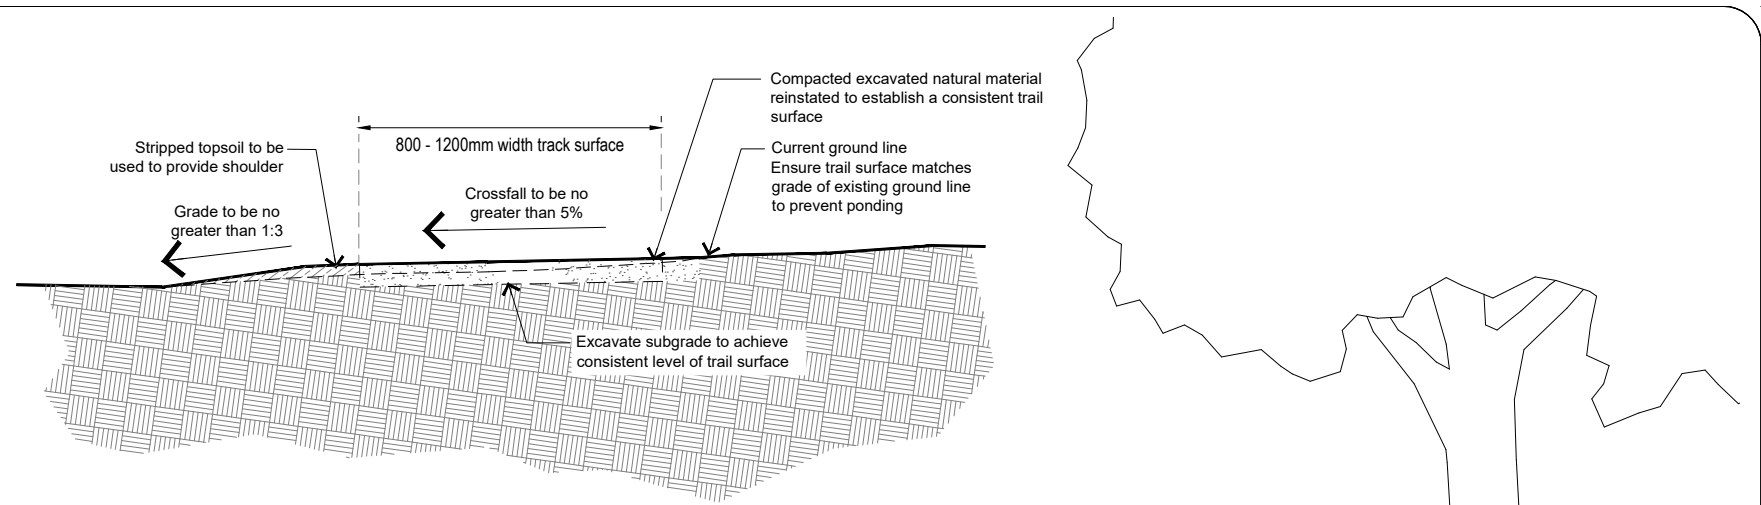 Compacted excavated natural material
reinstated to establish a consistent trail
surface
800 - 1200mm width track surface
Stripped topsoil to be
used to provide shoulder
Current ground line
Ensure trail surface matches
grade of existing ground line
to prevent ponding
Crossfall to be no
greater than 5%
Grade to be no
greater than 1:3
Excavate subgrade to achieve
consistent level of trail surface